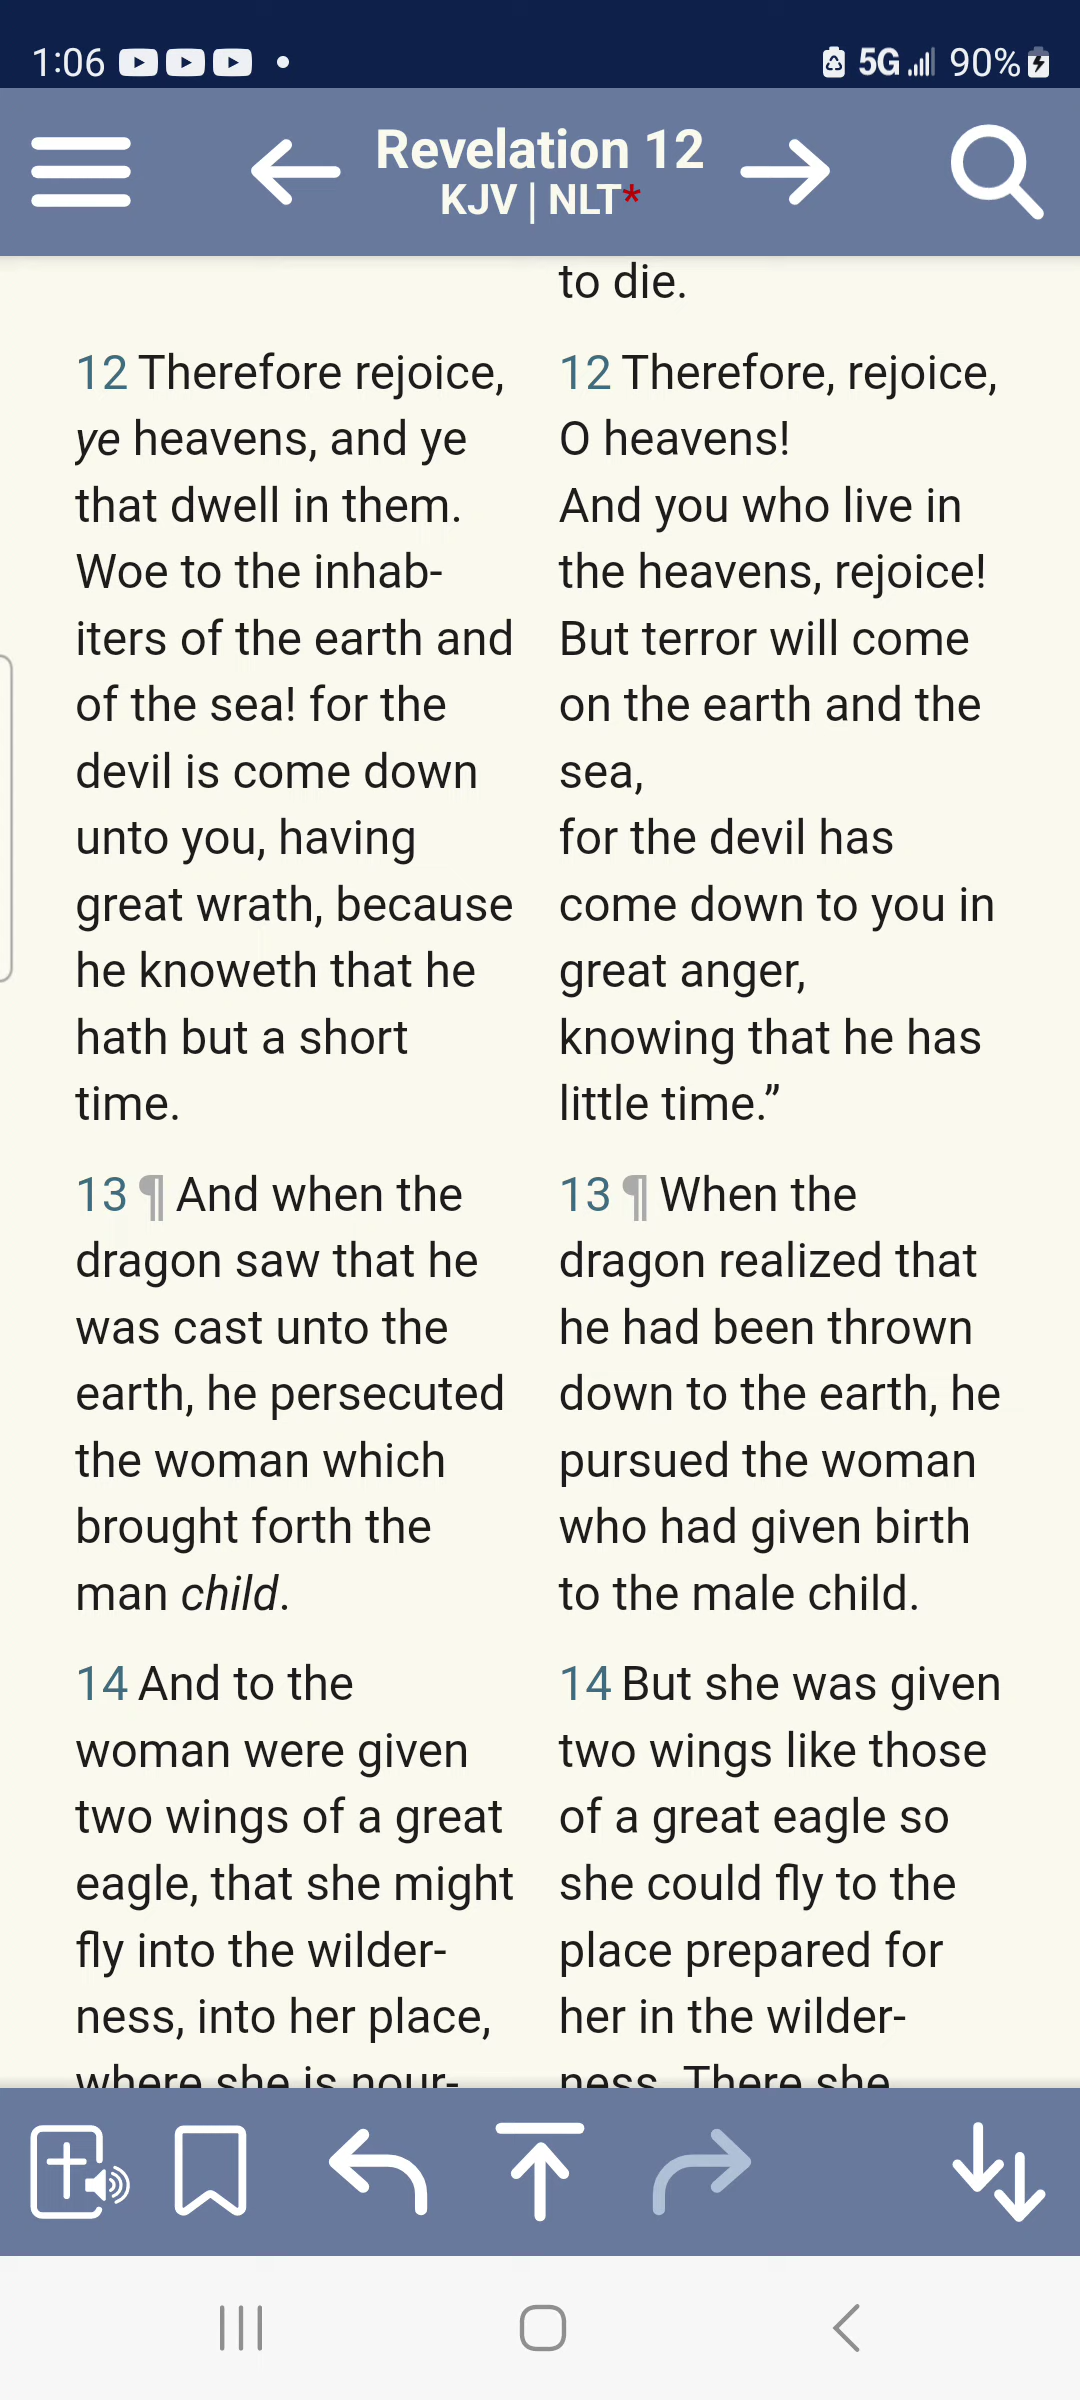 1:06
5G 90%
Revelation 12
KJV | NLT*
to die.
12 Therefore rejoice,
ye heavens, and ye
that dwell in them.
Woe to the inhab-
iters of the earth and
of the sea! for the
devil is come down
unto you, having
great wrath, because
he knoweth that he
hath but a short
time.
12 Therefore, rejoice,
O heavens!
And you who live in
the heavens, rejoice!
But terror will come
on the earth and the
sea,
for the devil has
come down to you in
great anger,
knowing that he has
little time.”
13 ¶ And when the
dragon saw that he
was cast unto the
earth, he persecuted
the woman which
brought forth the
man child.
13 ¶ When the
dragon realized that
he had been thrown
down to the earth, he
pursued the woman
who had given birth
to the male child.
14 And to the
woman were given
two wings of a great
eagle, that she might
fly into the wilder-
ness, into her place,
where she is nour-
14 But she was given
two wings like those
of a great eagle so
she could fly to the
place prepared for
her in the wilder-
ness. There she